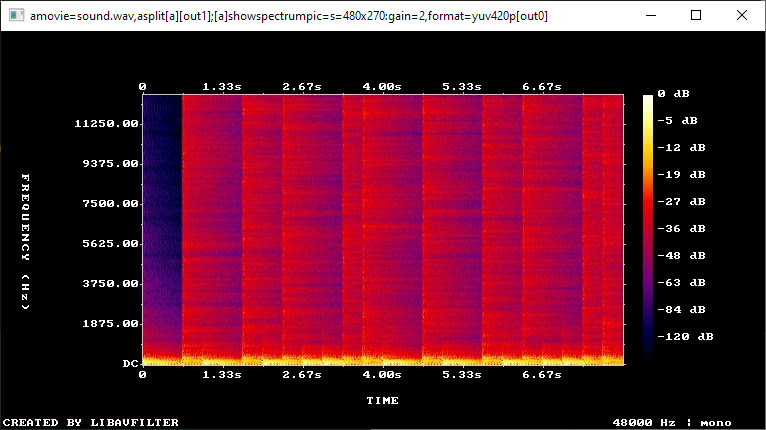 amovie=sound.wav,asplit[a][out1];[a]showspectrumpic=s=480x270:gain=2,format=yuv420p[out0]
0 1.33s 2.67s 4.00s 5.33s 6.67s
0 dB
-5 dB
-12 dB
-19 dB
-27 dB
-36 dB
-48 dB
-63 dB
-84 dB
-120 dB
11250.00
9375.00
7500.00
5625.00
3750.00
1875.00
DC
FREQUENCY (Hz)
0 1.33s 2.67s 4.00s 5.33s 6.67s
TIME
CREATED BY LIBAVFILTER
48000 Hz | mono